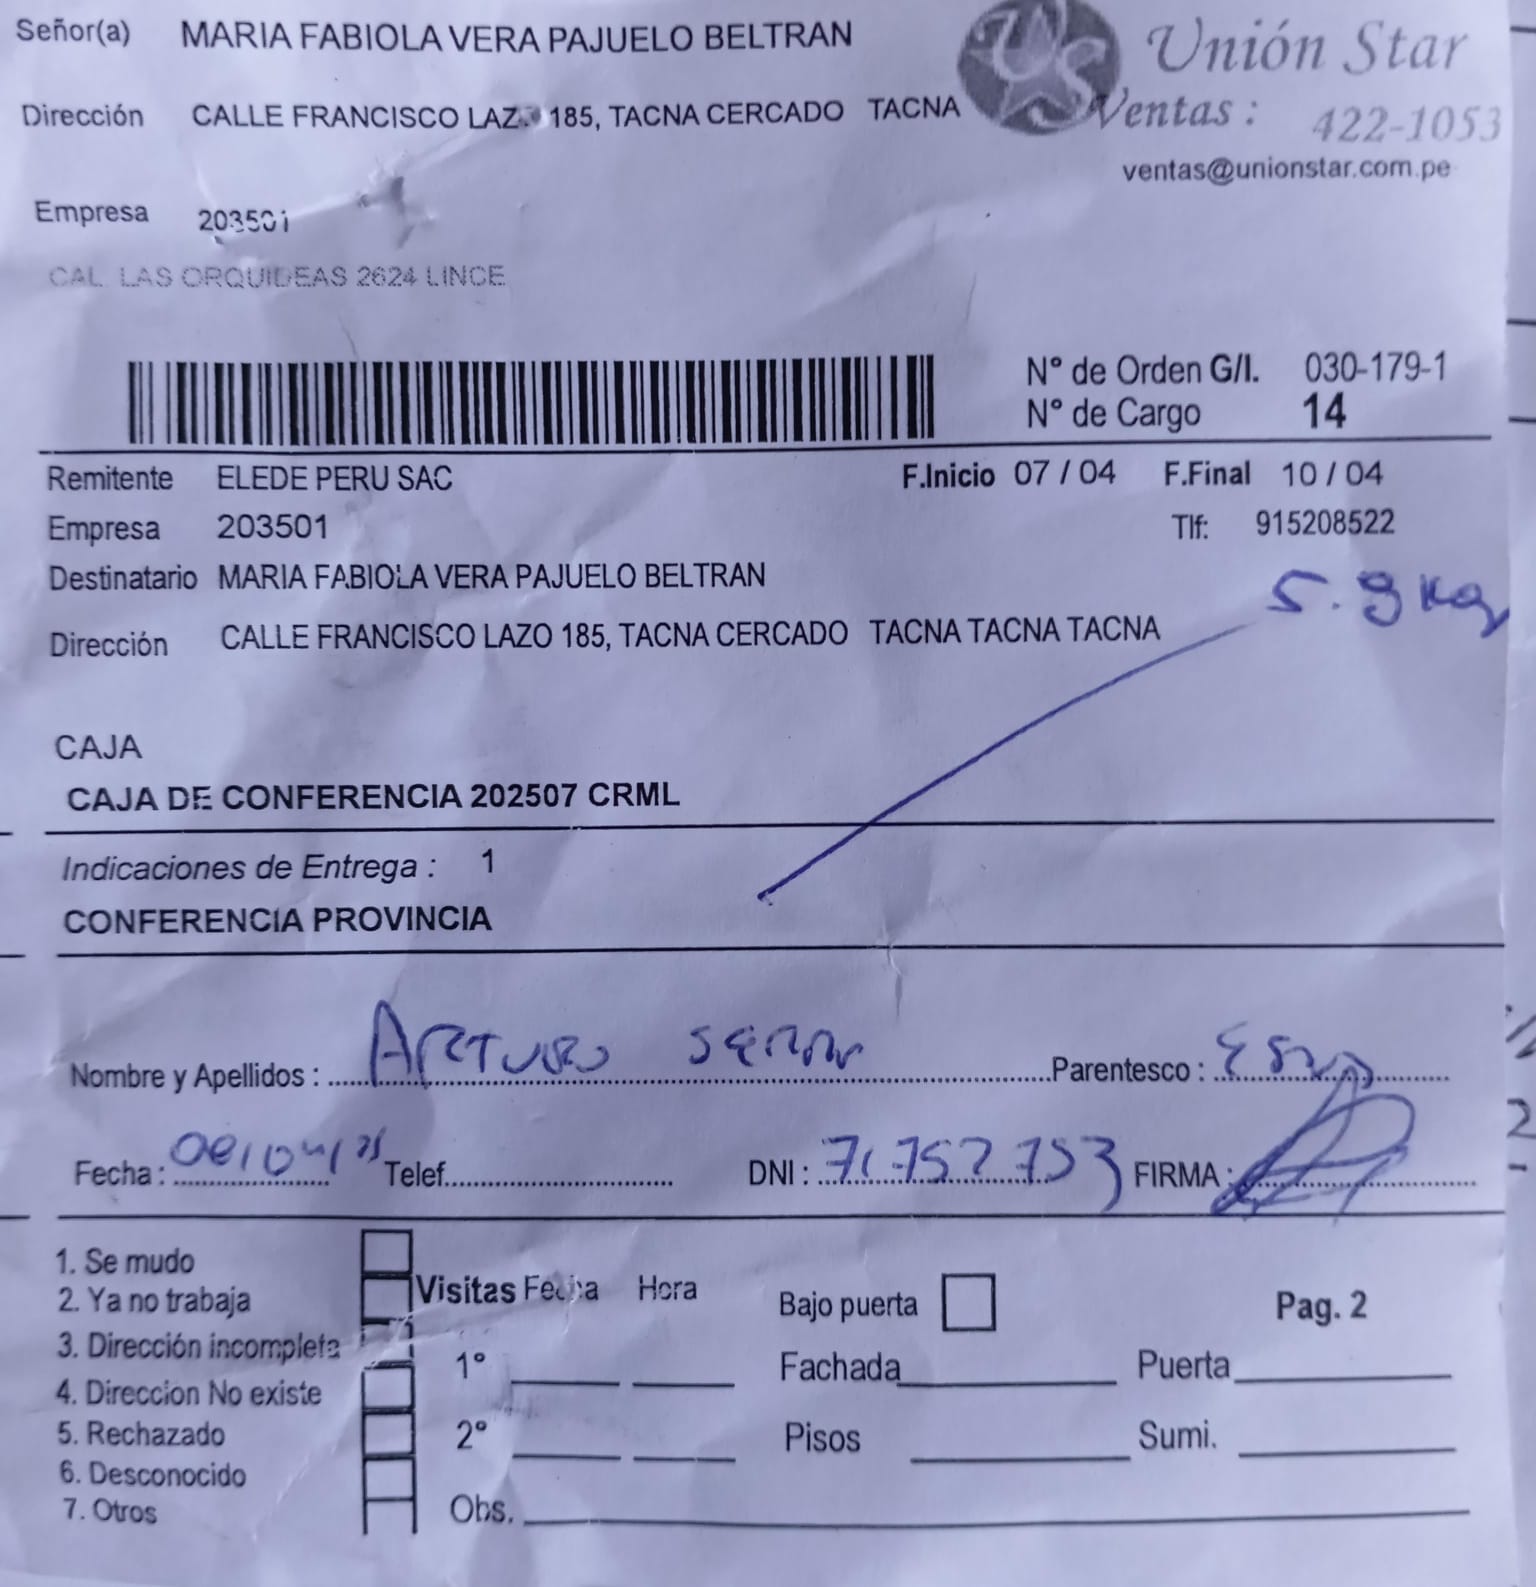 Señor(a) MARIA FABIOLA VERA PAJUELO BELTRAN
Unión Star
Dirección CALLE FRANCISCO LAZ 185, TACNA CERCADO TACNA
Ventas : 422-1053
ventas@unionstar.com.pe
Empresa 203501
CAL. LAS ORQUIDEAS 2624 LINCE
N° de Orden G/I. 030-179-1
N° de Cargo 14
Remitente ELEDE PERU SAC F.Inicio 07 / 04 F.Final 10 / 04
Empresa 203501 Tlf: 915208522
Destinatario MARIA FABIOLA VERA PAJUELO BELTRAN
5.9 Kg
Dirección CALLE FRANCISCO LAZO 185, TACNA CERCADO TACNA TACNA TACNA
CAJA
CAJA DE CONFERENCIA 202507 CRML
Indicaciones de Entrega : 1
CONFERENCIA PROVINCIA
Nombre y Apellidos : ARTURO Parentesco :
Fecha : Telef. DNI : 71752753 FIRMA :
1. Se mudo
2. Ya no trabaja
3. Dirección incompleta
4. Direccion No existe
5. Rechazado
6. Desconocido
7. Otros
Visitas Fecha Hora
1°
2°
Obs.
Bajo puerta
Pag. 2
Fachada Puerta
Pisos Sumi.